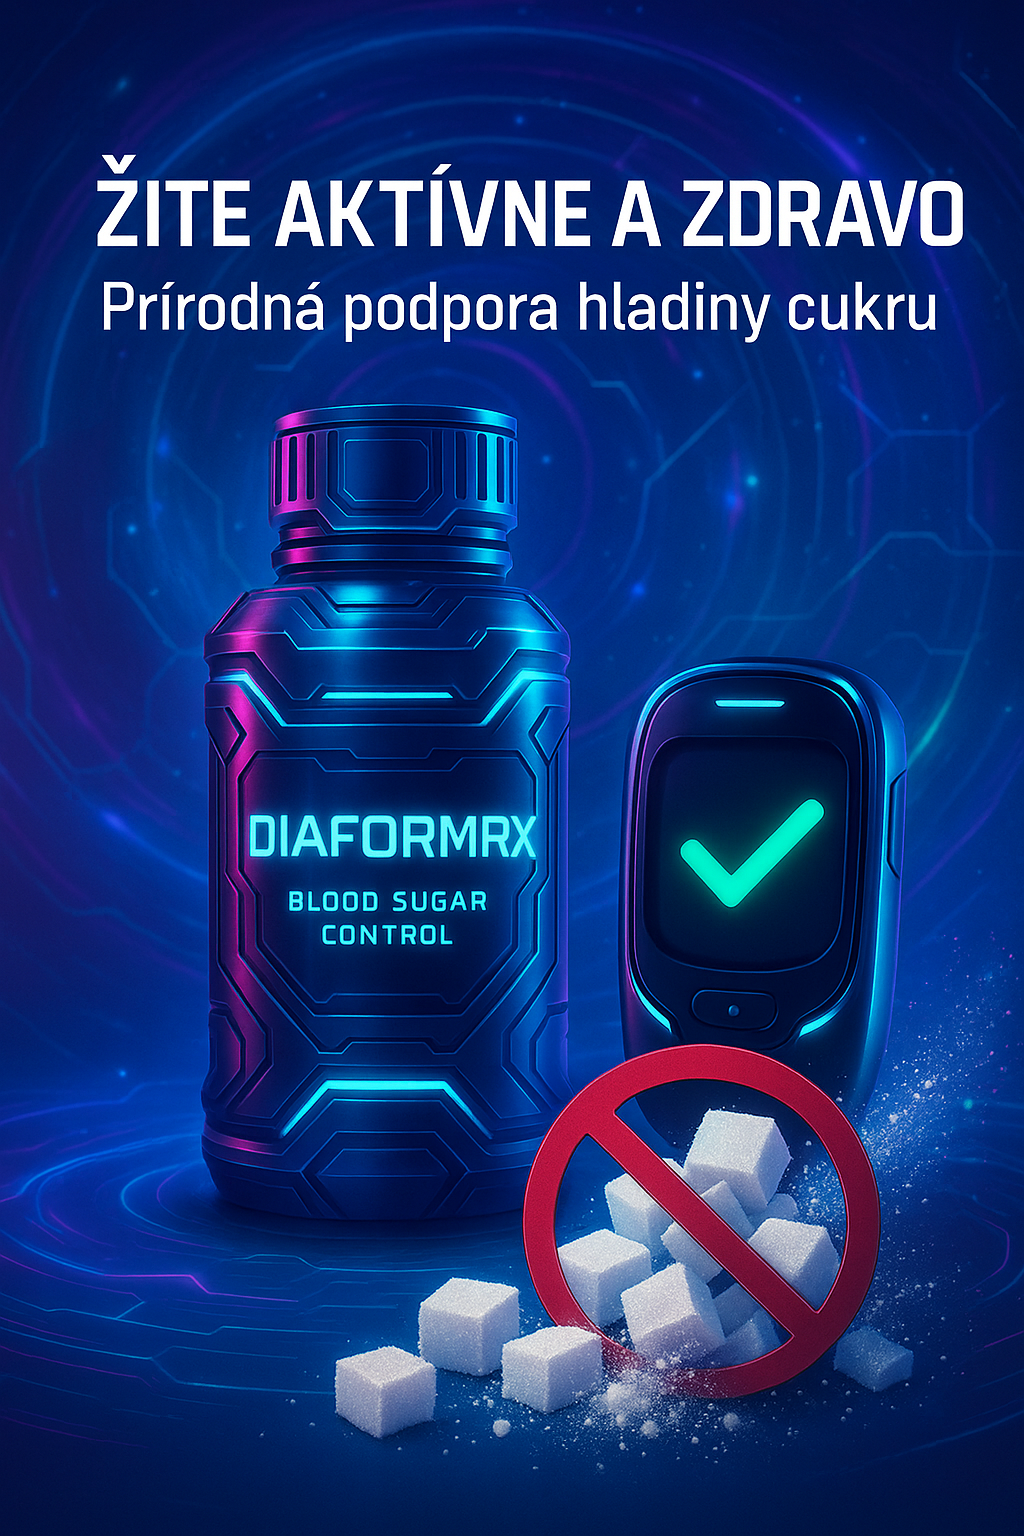 ŽITE AKTÍVNE A ZDRAVO
Prírodná podpora hladiny cukru
DIAFORMRX
BLOOD SUGAR
CONTROL